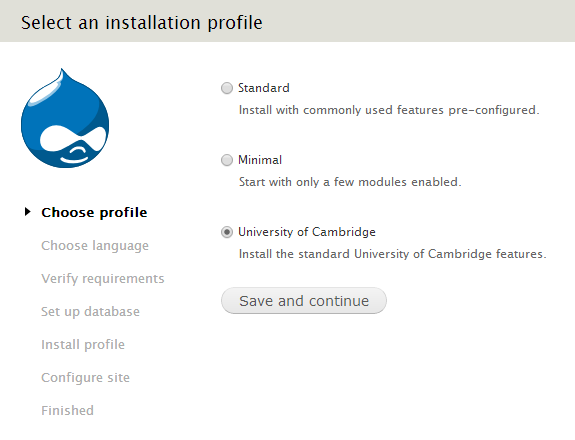 Select an installation profile
Standard
Install with commonly used features pre-configured.
Minimal
Start with only a few modules enabled.
University of Cambridge
Install the standard University of Cambridge features.
Save and continue
Choose profile
Choose language
Verify requirements
Set up database
Install profile
Configure site
Finished